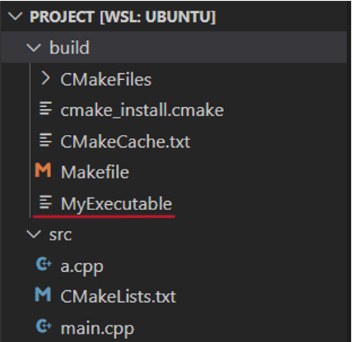 PROJECT [WSL: UBUNTU]
build
CMakeFiles
cmake_install.cmake
CMakeCache.txt
M Makefile
MyExecutable
src
C++ a.cpp
M CMakeLists.txt
C++ main.cpp